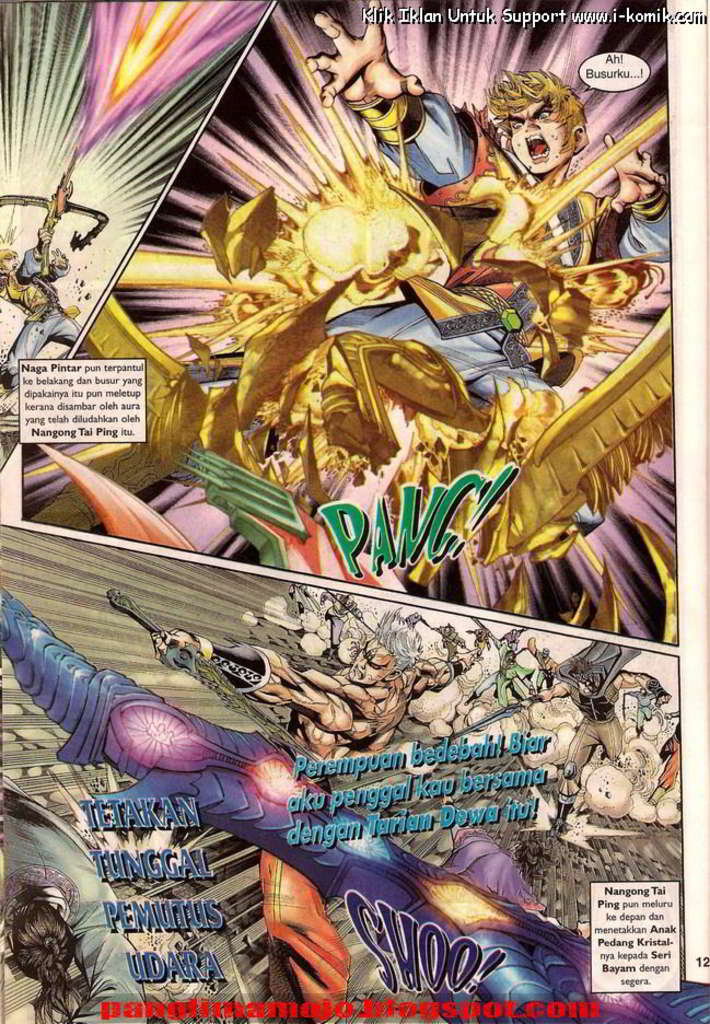 Klik Iklan Untuk Support www.i-komik.com
Ah!
Busurku...!
Naga Pintar pun terpantul
ke belakang dan busur yang
dipakainya itu pun meletup
kerana disambar oleh aura
yang telah diludahkan oleh
Nangong Tai Ping itu.
PANG!!
Perempuan bedebah! Biar
aku penggal kau bersama
dengan Tarian Dewa itu!
TETAKAN
TUNGGAL
PEMUTUS
UDARA
SHOO!!
Nangong Tai
Ping pun meluru
ke depan dan
menetakkan Anak
Pedang Kristal-
nya kepada Seri
Bayam dengan
segera.
12
panglimamojo.blogspot.com